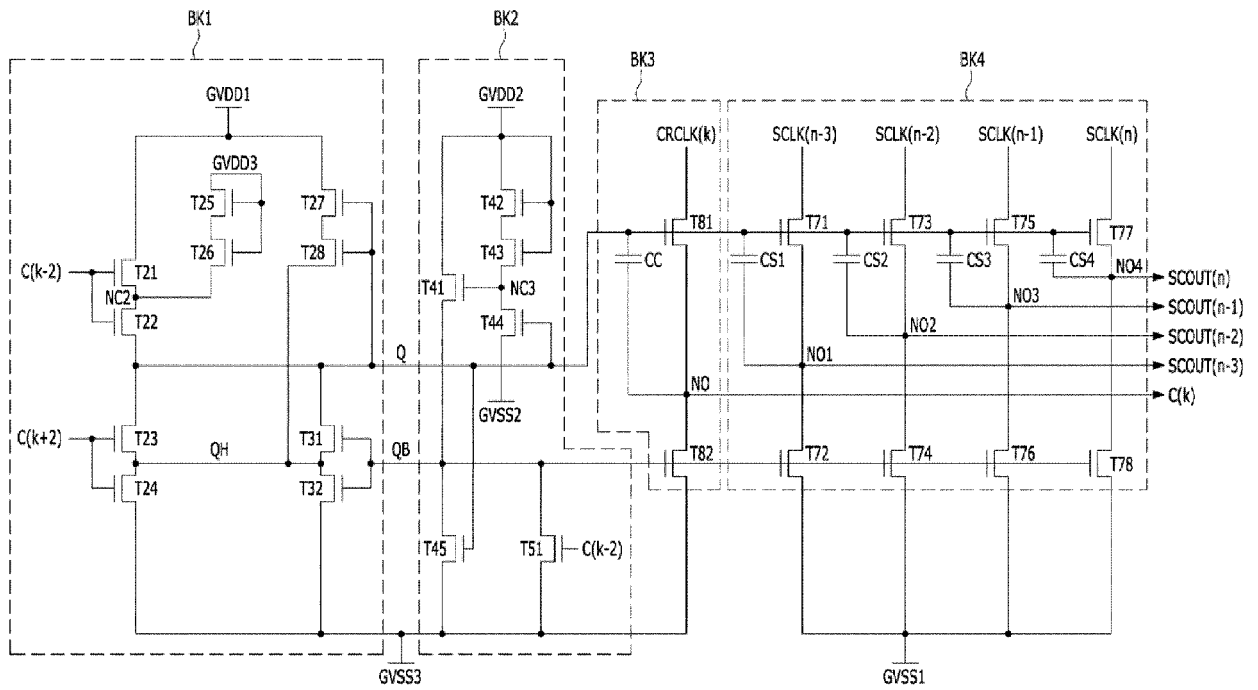 BK1
BK2
BK3
BK4
GVDD1
GVDD2
GVDD3
CRCLK(k)
SCLK(n-3)
SCLK(n-2)
SCLK(n-1)
SCLK(n)
T25
T27
T42
T26
T28
T43
T81
T71
T73
T75
T77
C(k-2)
T21
CC
CS1
CS2
CS3
CS4
NC2
T41
NC3
NO4
SCOUT(n)
T22
T44
NO3
SCOUT(n-1)
NO2
SCOUT(n-2)
Q
NO1
SCOUT(n-3)
GVSS2
NO
C(k)
C(k+2)
T23
T31
QH
QB
T24
T32
T82
T72
T74
T76
T78
T45
T51
C(k-2)
GVSS3
GVSS1